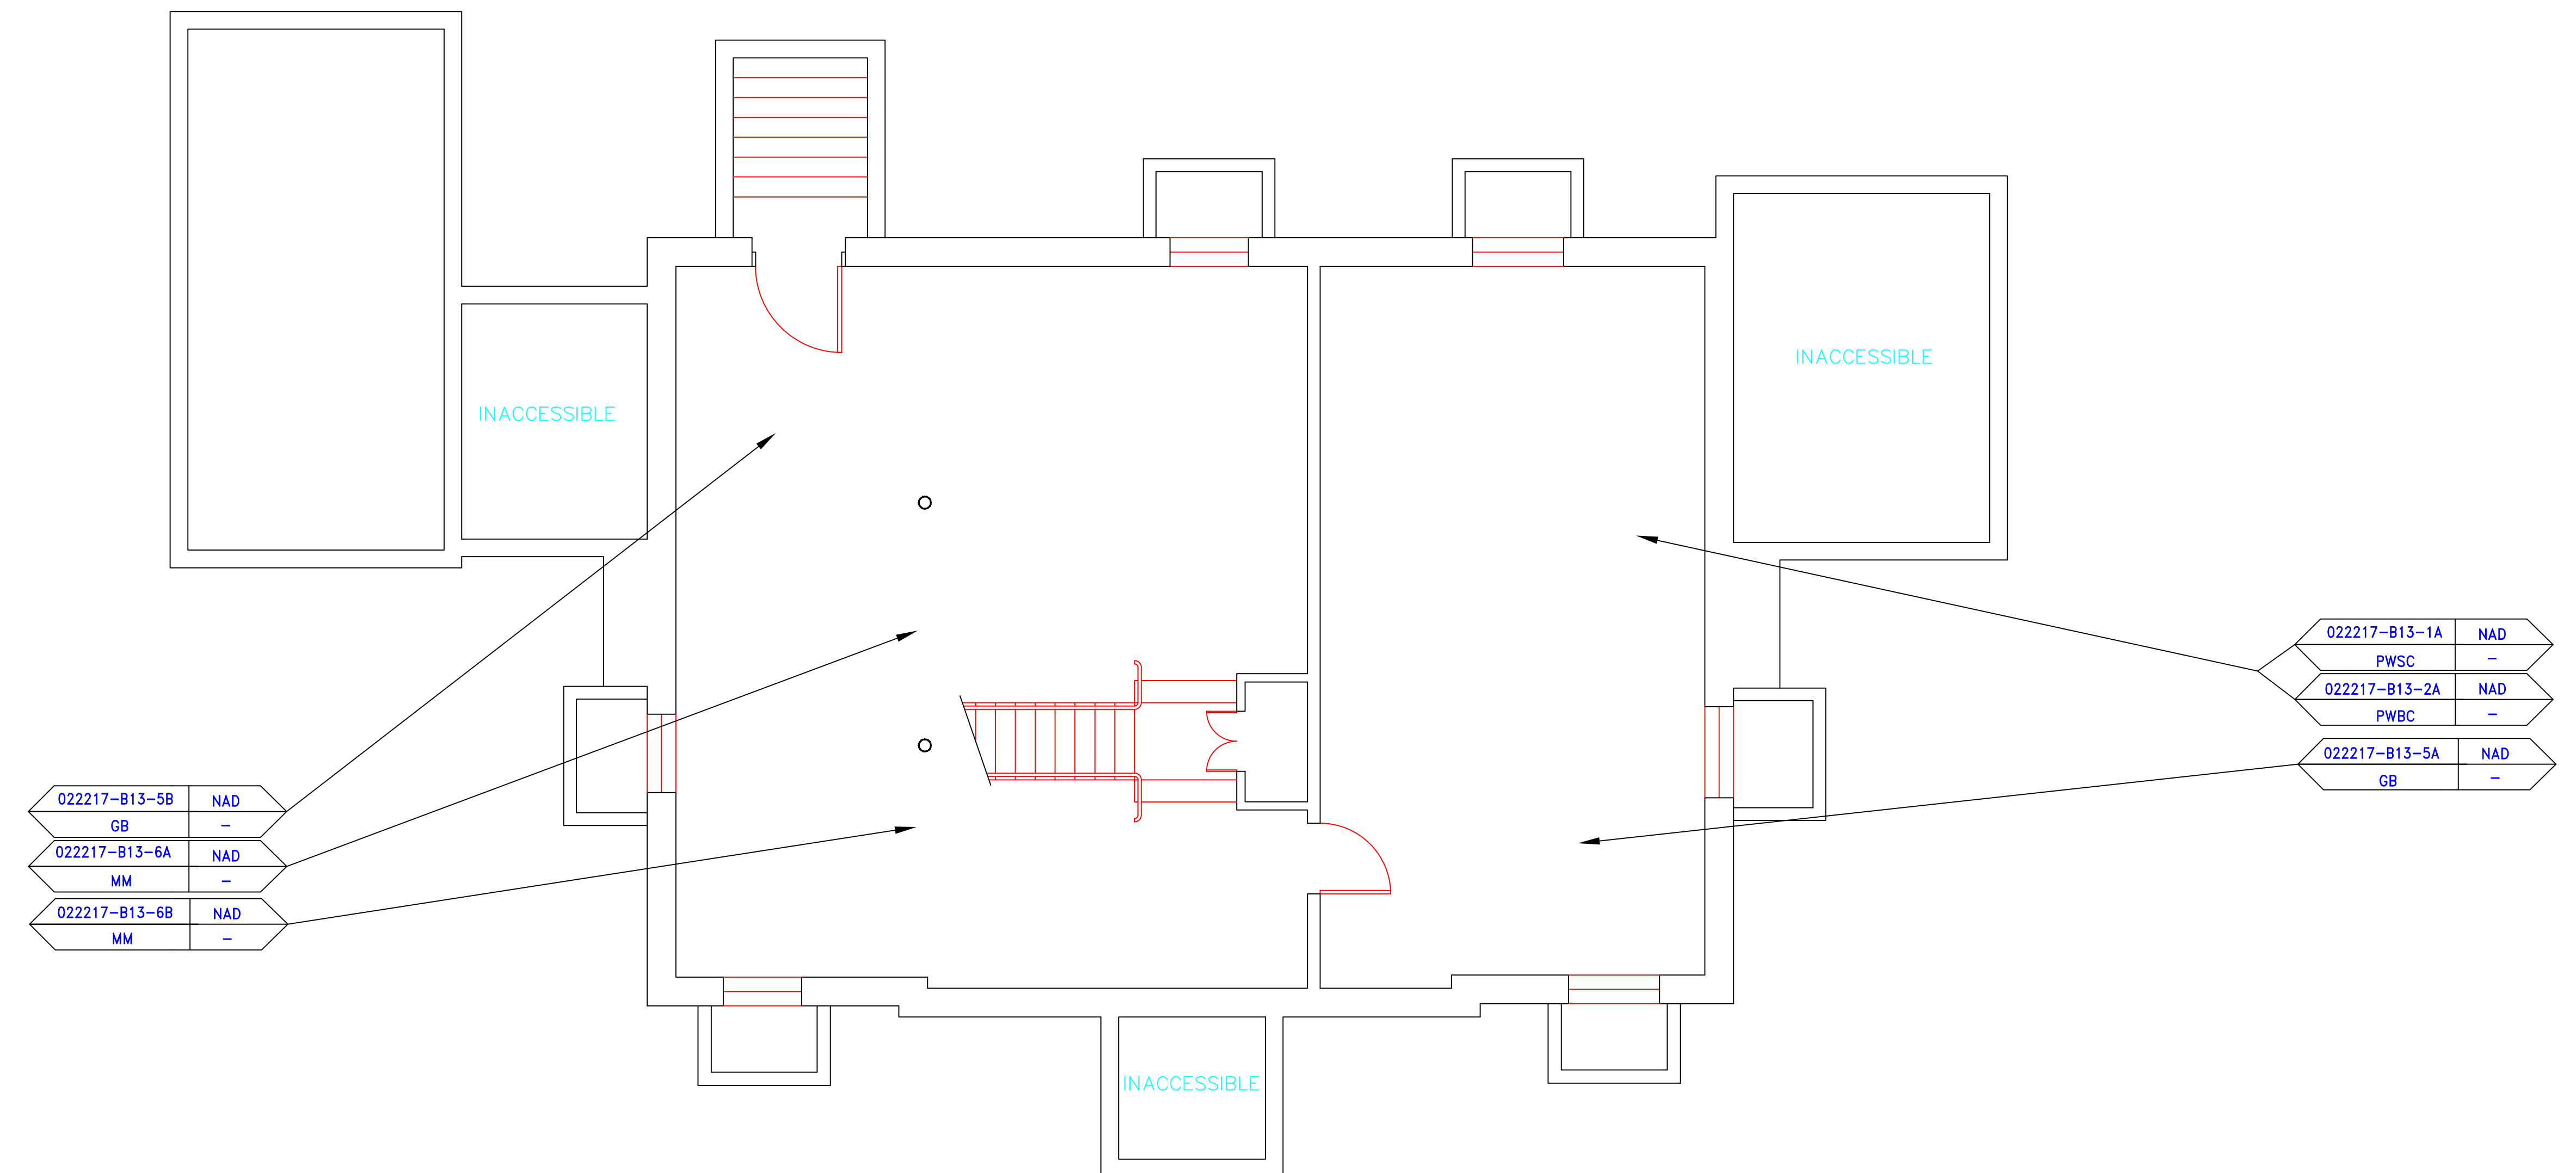 INACCESSIBLE
INACCESSIBLE
022217-B13-1A NAD
PWSC -
022217-B13-2A NAD
PWBC -
022217-B13-5A NAD
GB -
022217-B13-5B NAD
GB -
022217-B13-6A NAD
MM -
022217-B13-6B NAD
MM -
INACCESSIBLE